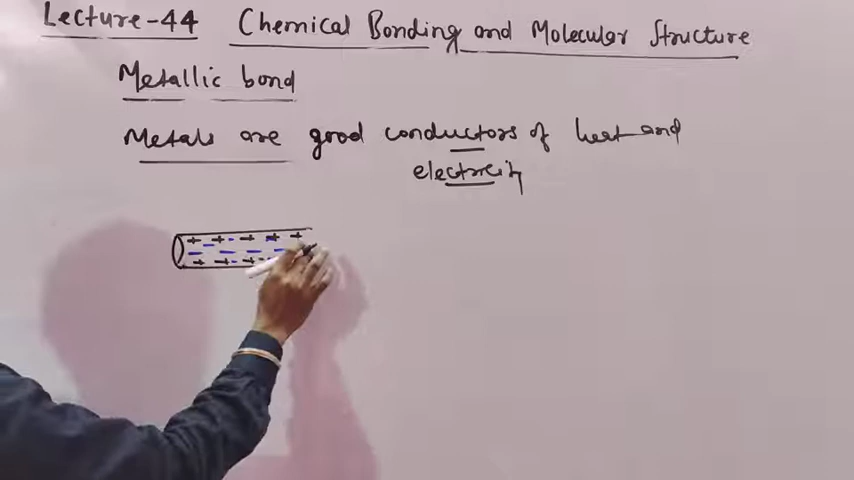 Lecture-44 Chemical Bonding and Molecular Structure
Metallic bond
Metals are good conductors of heat and
electricity